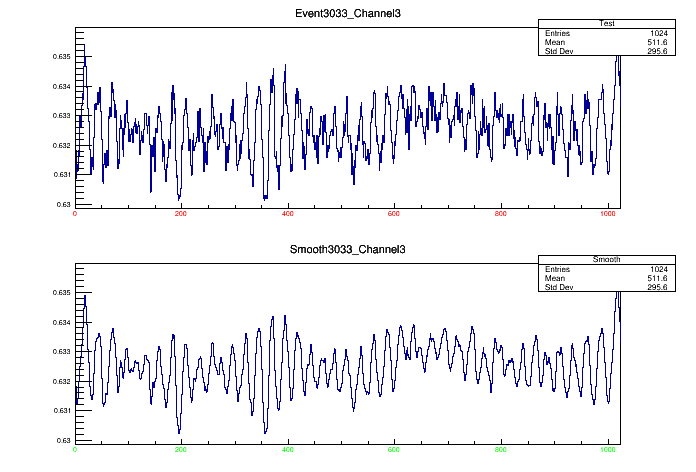 Event3033_Channel3
Test
Entries 1024
Mean 511.6
Std Dev 295.6
0.635
0.634
0.633
0.632
0.631
0.63
0 200 400 600 800 1000
Smooth3033_Channel3
Smooth
Entries 1024
Mean 511.6
Std Dev 295.6
0.635
0.634
0.633
0.632
0.631
0.63
0 200 400 600 800 1000